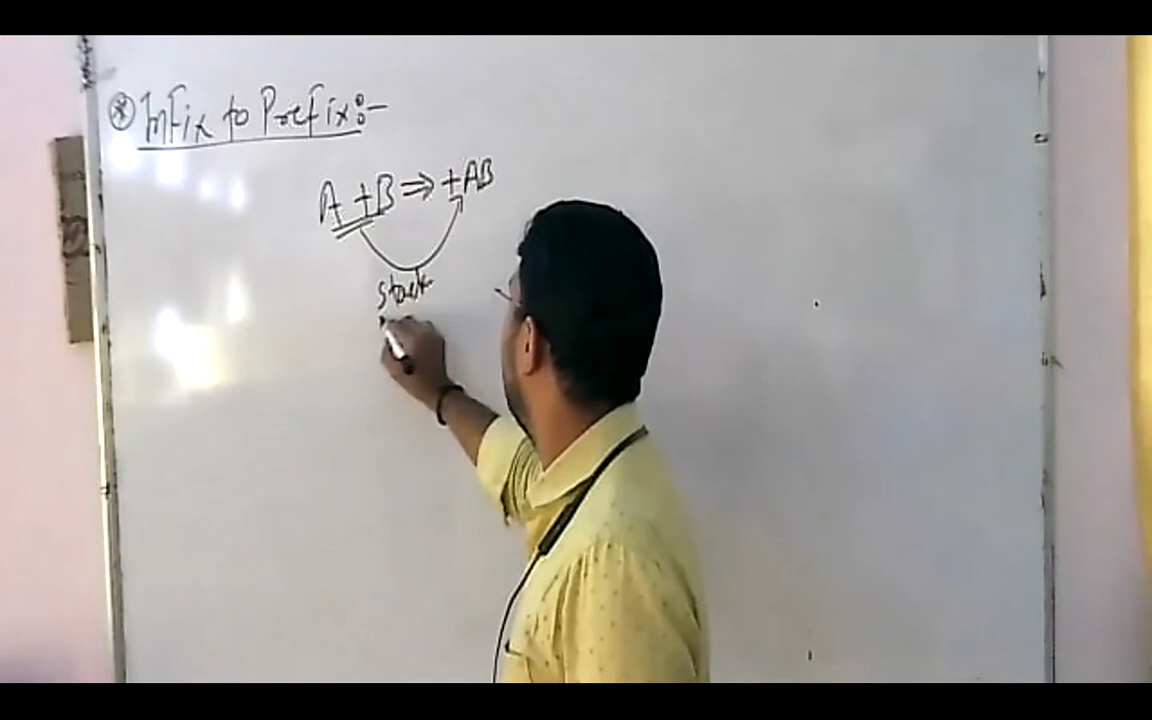 ⊛ InFix to PreFix:-
A + B ⇒ +AB
stack